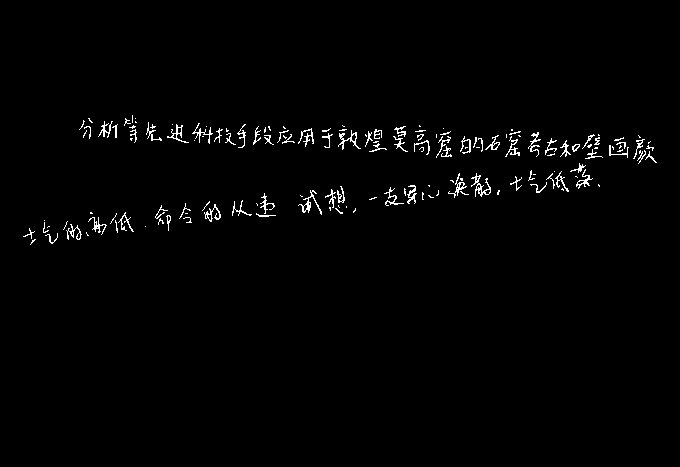 分析等先进科技手段应用于敦煌莫高窟的石窟考古和壁画颜
士气的高低.命令的从违 试想,一支军心涣散,士气低落.